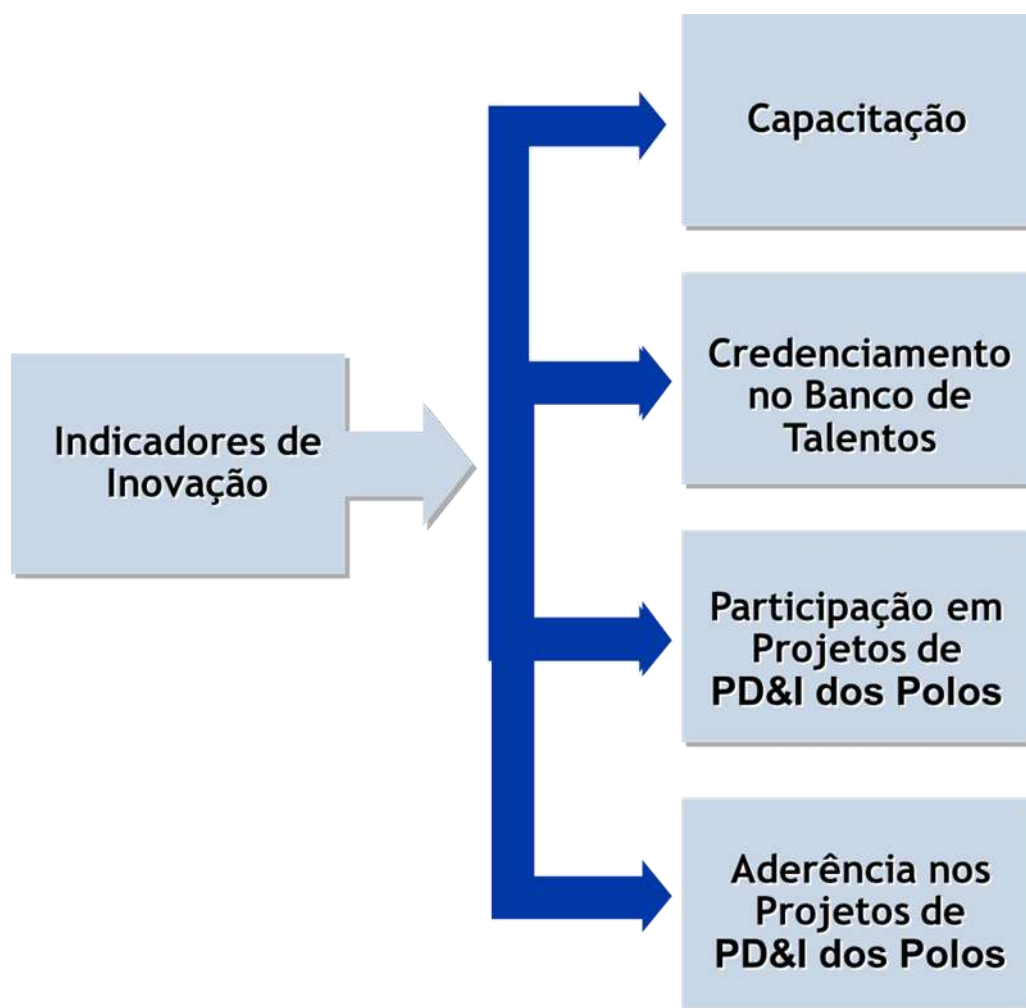 Capacitação
Credenciamento
no Banco de
Talentos
Indicadores de
Inovação
Participação em
Projetos de
PD&I dos Polos
Aderência nos
Projetos de
PD&I dos Polos